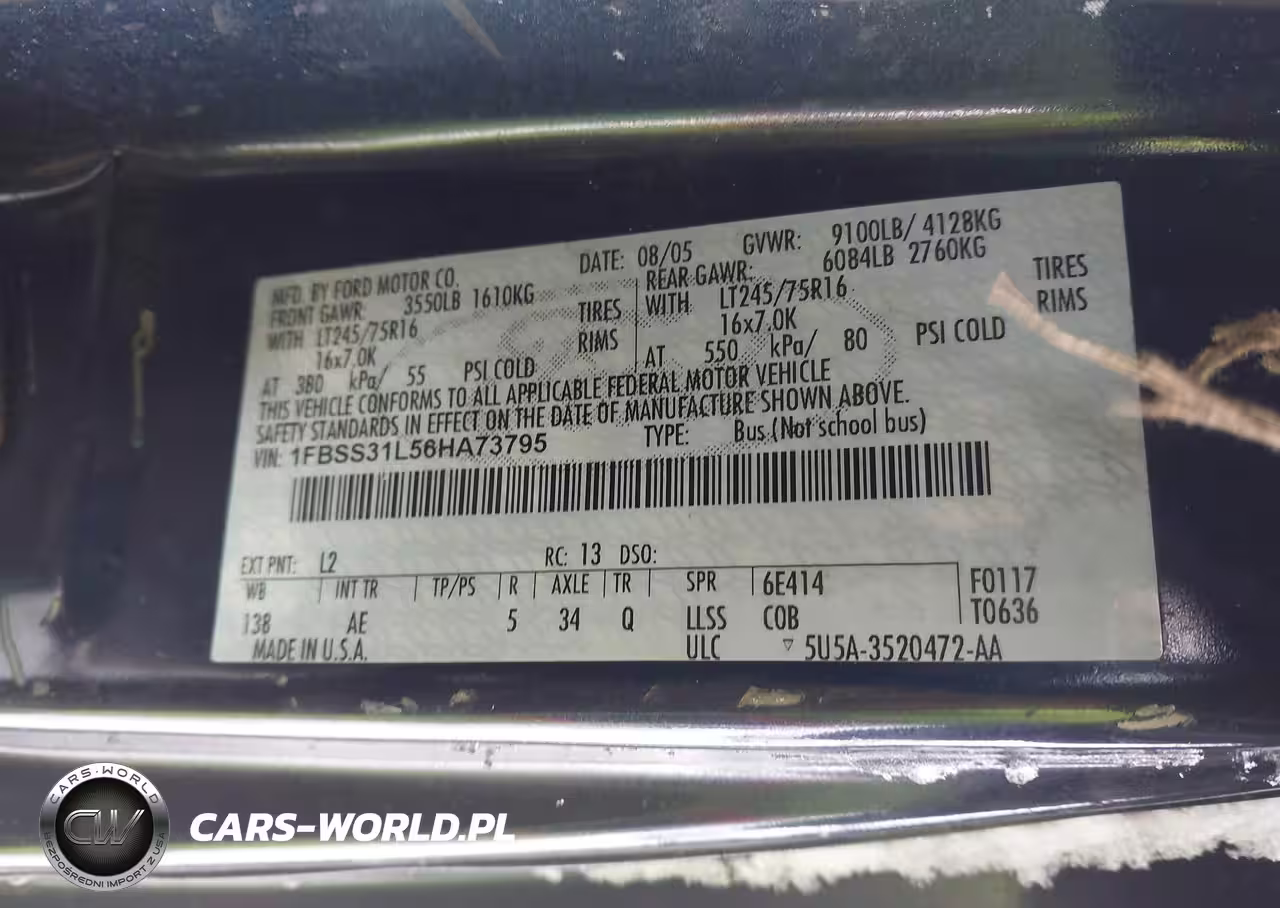 MFD. BY FORD MOTOR CO.
DATE: 08/05
GVWR: 9100LB/ 4128KG
FRONT GAWR: 3550LB 1610KG
REAR GAWR: 6084LB 2760KG
WITH LT245/75R16 TIRES
WITH LT245/75R16 TIRES
16x7.0K RIMS
16x7.0K RIMS
AT 380 kPa/ 55 PSI COLD
AT 550 kPa/ 80 PSI COLD
THIS VEHICLE CONFORMS TO ALL APPLICABLE FEDERAL MOTOR VEHICLE
SAFETY STANDARDS IN EFFECT ON THE DATE OF MANUFACTURE SHOWN ABOVE.
VIN: 1FBSS31L56HA73795
TYPE: Bus (Not school bus)
EXT PNT: L2 RC: 13 DSO:
WB INT TR TP/PS R AXLE TR SPR 6E414 F0117
138 AE 5 34 Q LLSS COB T0636
MADE IN U.S.A. ULC ▿ 5U5A-3520472-AA
CARS-WORLD
CW
BEZPOŚREDNI IMPORT Z USA
CARS-WORLD.PL